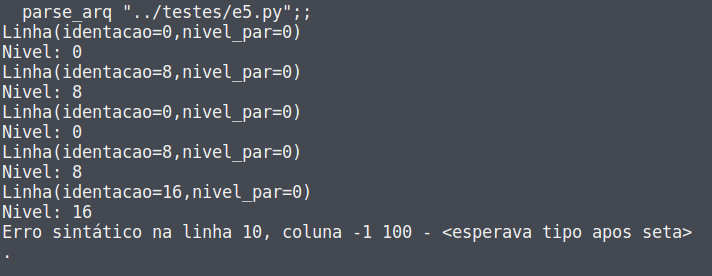 parse_arq "../testes/e5.py";;
Linha(identacao=0,nivel_par=0)
Nivel: 0
Linha(identacao=8,nivel_par=0)
Nivel: 8
Linha(identacao=0,nivel_par=0)
Nivel: 0
Linha(identacao=8,nivel_par=0)
Nivel: 8
Linha(identacao=16,nivel_par=0)
Nivel: 16
Erro sintático na linha 10, coluna -1 100 - <esperava tipo apos seta>
.